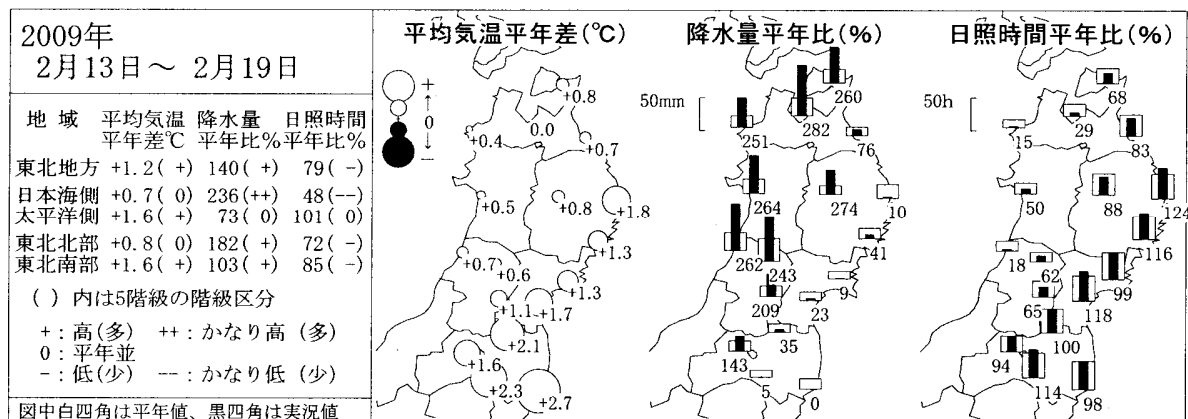 2009年
2月13日～ 2月19日
地 域 平均気温 降水量 日照時間
平年差℃ 平年比% 平年比%
東北地方 +1.2( +) 140( +) 79( -)
日本海側 +0.7( 0) 236(++) 48(--)
太平洋側 +1.6( +) 73( 0) 101( 0)
東北北部 +0.8( 0) 182( +) 72( -)
東北南部 +1.6( +) 103( +) 85( -)
( ) 内は5階級の階級区分
+ : 高(多) ++ : かなり高 (多)
0 : 平年並
- : 低(少) -- : かなり低 (少)
図中白四角は平年値、黒四角は実況値
平均気温平年差(℃)
+
↑
0
↓
-
+0.8
0.0
+0.4
+0.7
+0.5
+0.8
+1.8
+1.3
+0.7
+0.6
+1.3
+1.1
+1.7
+2.1
+1.6
+2.3
+2.7
降水量平年比(%)
50mm
260
282
251
76
264
274
10
41
262
243
9
209
23
35
143
5
0
日照時間平年比(%)
50h
68
29
15
83
50
88
124
116
18
62
99
65
118
100
94
114
98